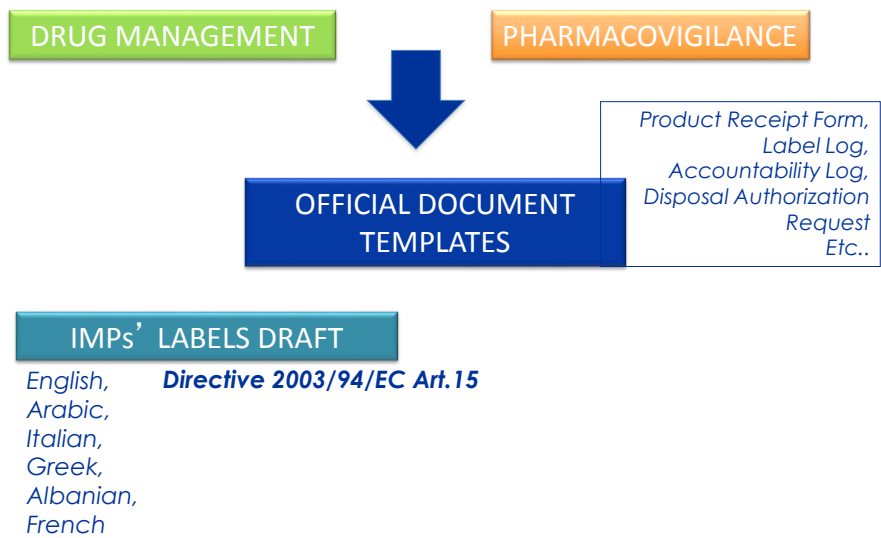 DRUG MANAGEMENT
PHARMACOVIGILANCE
Product Receipt Form,
Label Log,
Accountability Log,
Disposal Authorization
Request
Etc..
OFFICIAL DOCUMENT
TEMPLATES
IMPs’ LABELS DRAFT
English,
Arabic,
Italian,
Greek,
Albanian,
French
Directive 2003/94/EC Art.15